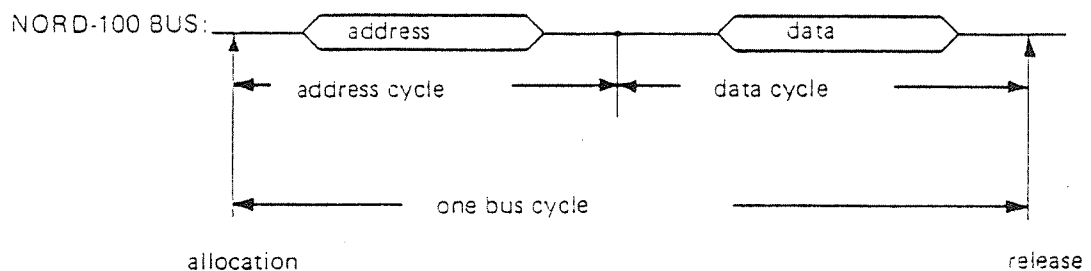 NORD-100 BUS:
address
data
address cycle
data cycle
one bus cycle
allocation
release